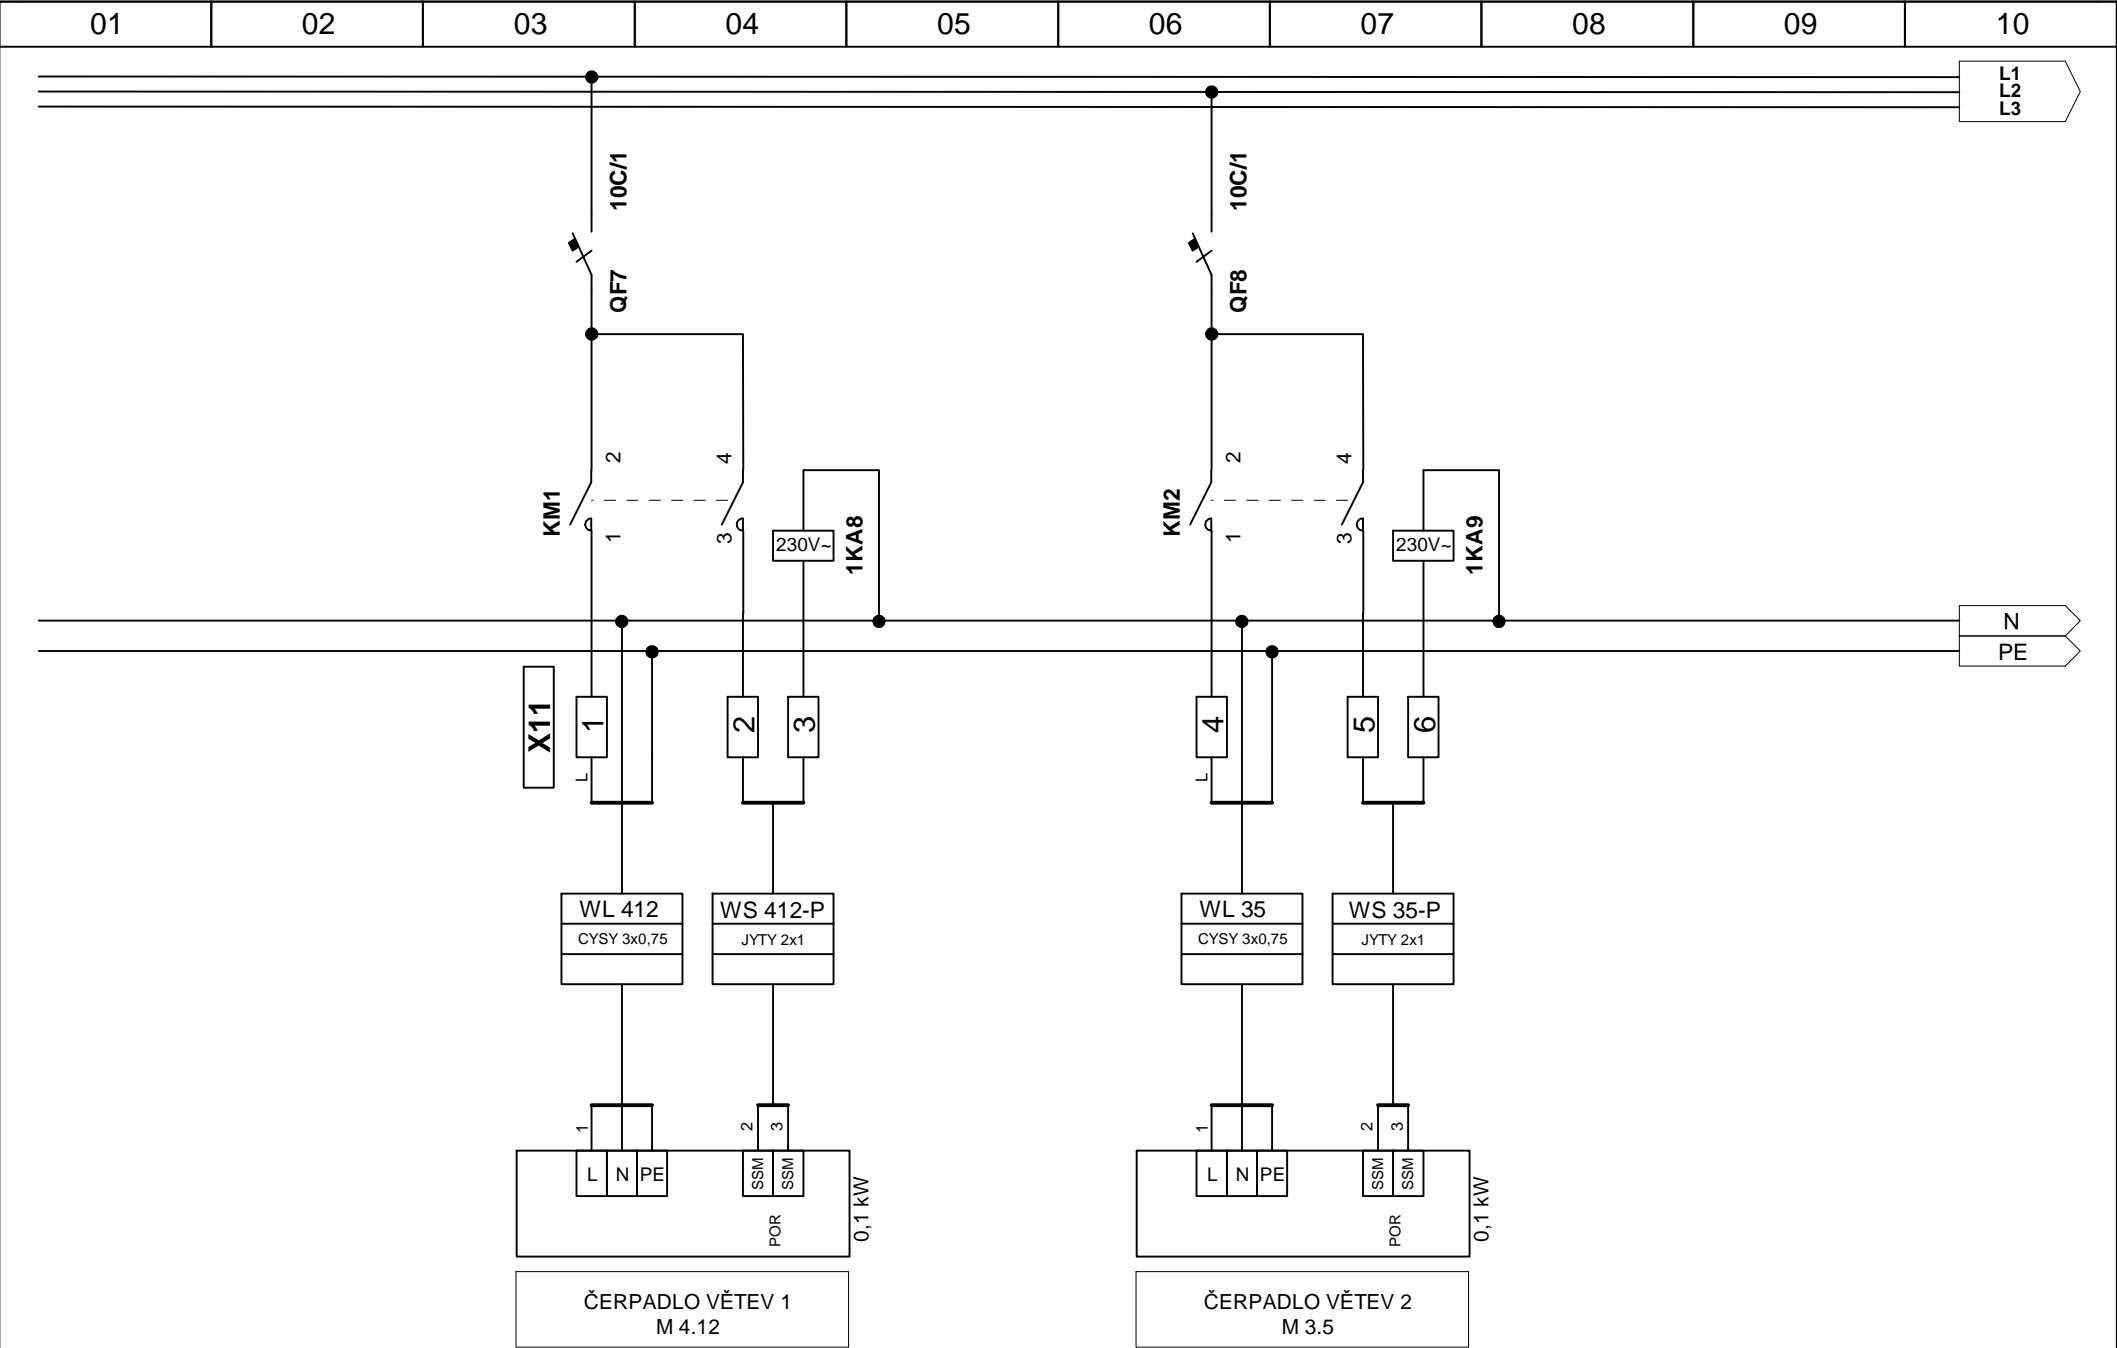 01 02 03 04 05 06 07 08 09 10
L1
L2
L3
10C/1
QF7
10C/1
QF8
2
4
KM1
1
3
230V~
1KA8
2
4
KM2
1
3
230V~
1KA9
N
PE
X11
1
2
3
L
4
5
6
L
WL 412
CYSY 3x0,75
WS 412-P
JYTY 2x1
WL 35
CYSY 3x0,75
WS 35-P
JYTY 2x1
1
2
3
L N PE
SSM
SSM
POR
0,1 kW
1
2
3
L N PE
SSM
SSM
POR
0,1 kW
ČERPADLO VĚTEV 1
M 4.12
ČERPADLO VĚTEV 2
M 3.5